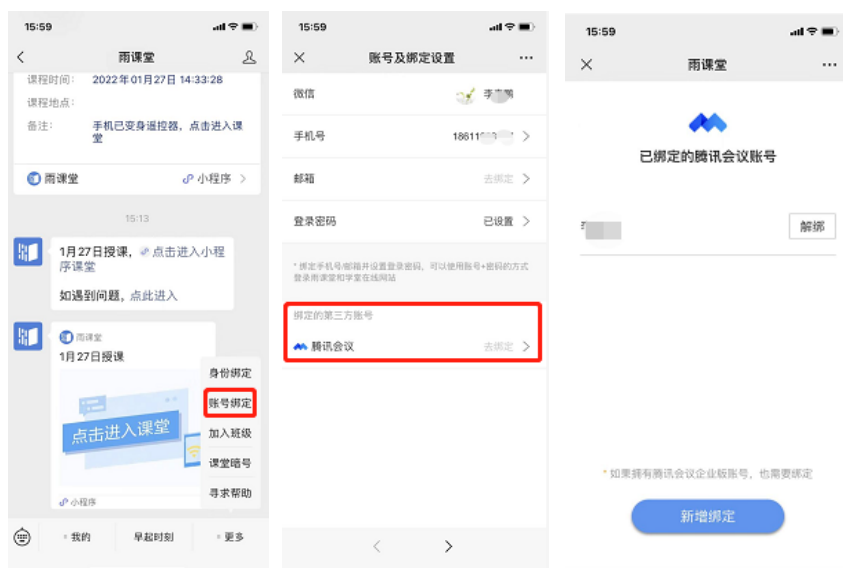 15:59
雨课堂
课程时间: 2022年01月27日 14:33:28
课程地点:
备注: 手机已变身遥控器，点击进入课
堂
雨课堂 小程序
15:13
1月27日授课，点击进入小程
序课堂
如遇到问题，点此进入
雨课堂
1月27日授课
点击进入课堂
小程序
身份绑定
账号绑定
加入班级
课堂暗号
寻求帮助
我的 早起时刻 更多
15:59
账号及绑定设置
微信
手机号 18611
邮箱 去绑定
登录密码 已设置
* 绑定手机号/邮箱并设置登录密码，可以使用账号+密码的方式
登录雨课堂和学堂在线网站
绑定的第三方账号
腾讯会议 去绑定
15:59
雨课堂
已绑定的腾讯会议账号
解绑
*如果拥有腾讯会议企业版账号，也需要绑定
新增绑定